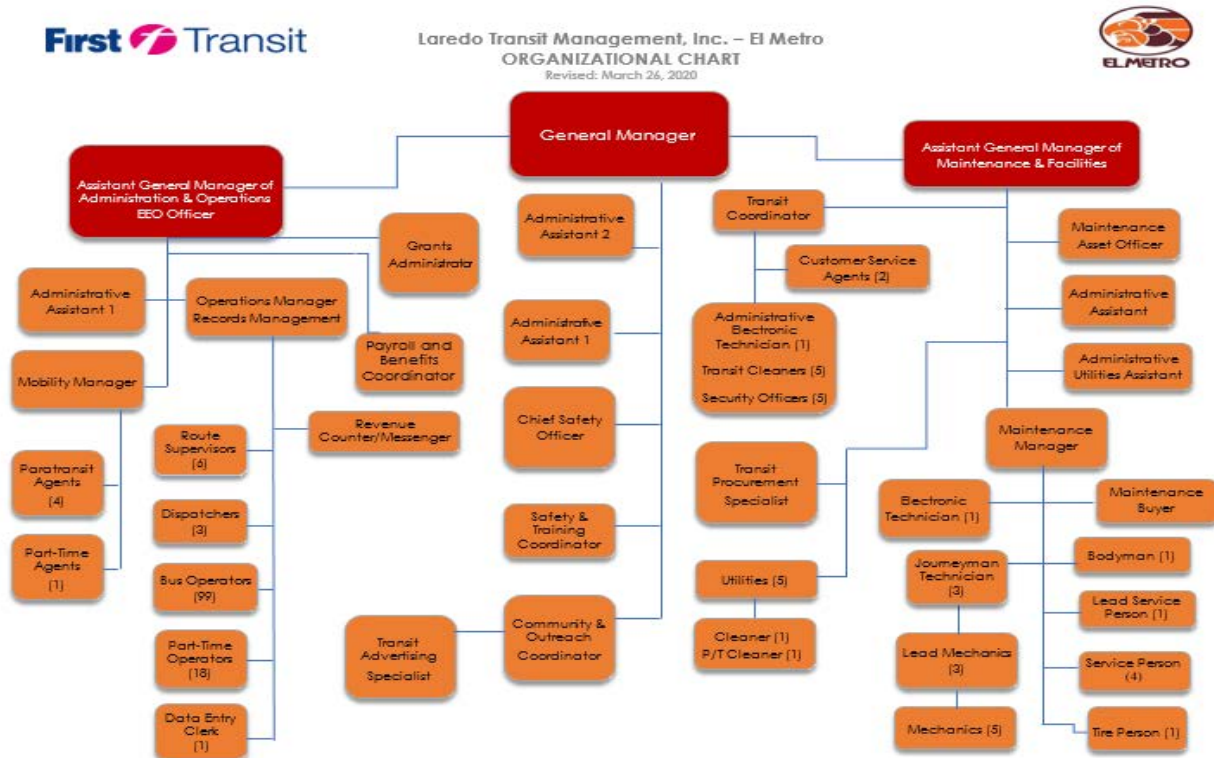 First Transit
Laredo Transit Management, Inc. – El Metro
ORGANIZATIONAL CHART
Revised: March 26, 2020
EL METRO
General Manager
Assistant General Manager of
Administration & Operations
EEO Officer
Assistant General Manager of
Maintenance & Facilities
Grants
Administrator
Administrative
Assistant 1
Operations Manager
Records Management
Payroll and
Benefits
Coordinator
Mobility Manager
Paratransit
Agents
(4)
Part-Time
Agents
(1)
Route
Supervisors
(6)
Revenue
Counter/Messenger
Dispatchers
(3)
Bus Operators
(99)
Part-Time
Operators
(18)
Data Entry
Clerk
(1)
Administrative
Assistant 2
Administrative
Assistant 1
Chief Safety
Officer
Safety &
Training
Coordinator
Community &
Outreach
Coordinator
Transit
Advertising
Specialist
Transit
Coordinator
Customer Service
Agents (2)
Administrative
Electronic
Technician (1)
Transit Cleaners (5)
Security Officers (5)
Transit
Procurement
Specialist
Utilities (5)
Cleaner (1)
P/T Cleaner (1)
Maintenance
Asset Officer
Administrative
Assistant
Administrative
Utilities Assistant
Maintenance
Manager
Electronic
Technician (1)
Maintenance
Buyer
Journeyman
Technician
(3)
Bodyman (1)
Lead Service
Person (1)
Lead Mechanics
(3)
Service Person
(4)
Mechanics (5)
Tire Person (1)